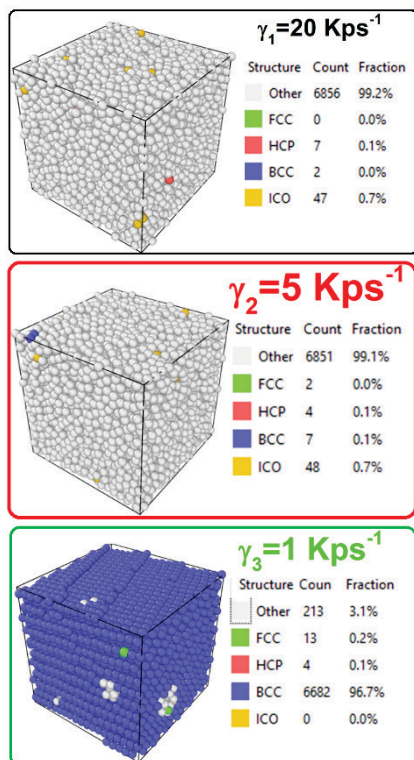 γ₁=20 Kps⁻¹
Structure Count Fraction
Other 6856 99.2%
FCC 0 0.0%
HCP 7 0.1%
BCC 2 0.0%
ICO 47 0.7%
γ₂=5 Kps⁻¹
Structure Count Fraction
Other 6851 99.1%
FCC 2 0.0%
HCP 4 0.1%
BCC 7 0.1%
ICO 48 0.7%
γ₃=1 Kps⁻¹
Structure Coun Fraction
Other 213 3.1%
FCC 13 0.2%
HCP 4 0.1%
BCC 6682 96.7%
ICO 0 0.0%